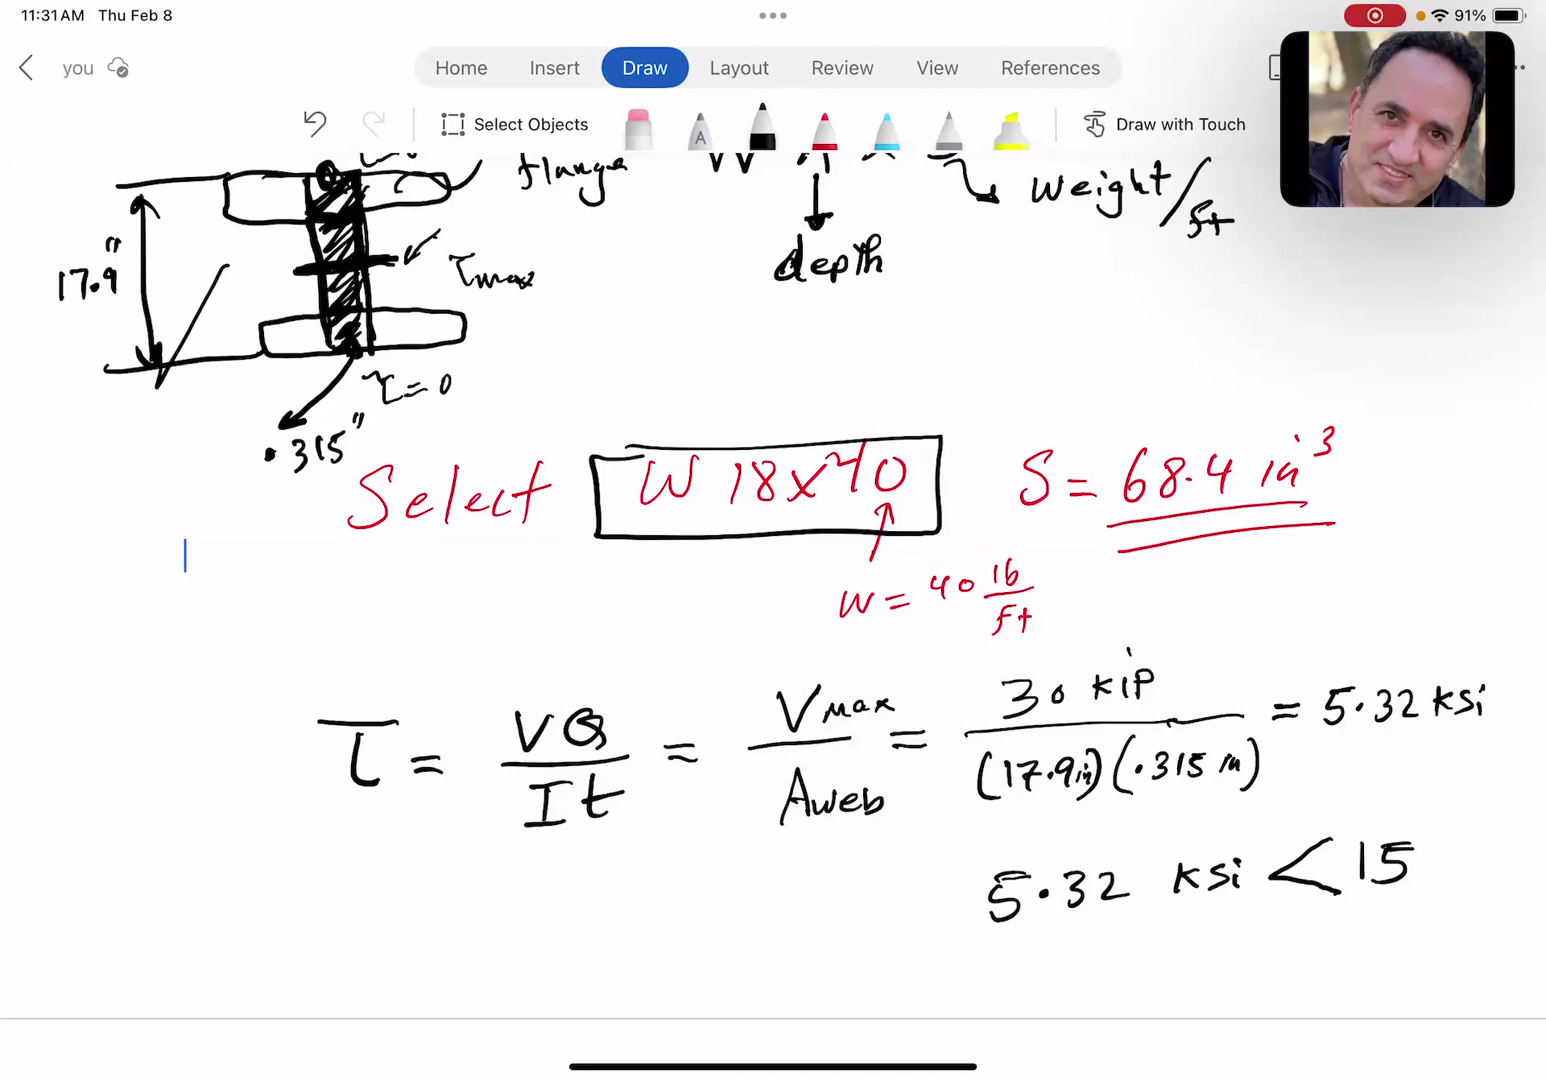 11:31 AM Thu Feb 8
91%
you
Home Insert Draw Layout Review View References
Select Objects
A
Draw with Touch
flange
weight/ft
depth
17.9"
τmax
τ=0
.315"
Select W 18x40 S = 68.4 in³
w = 40 lb/ft
τ = VQ/It = Vmax/Aweb = 30 kip/(17.9in)(.315 in) = 5.32 ksi
5.32 ksi < 15